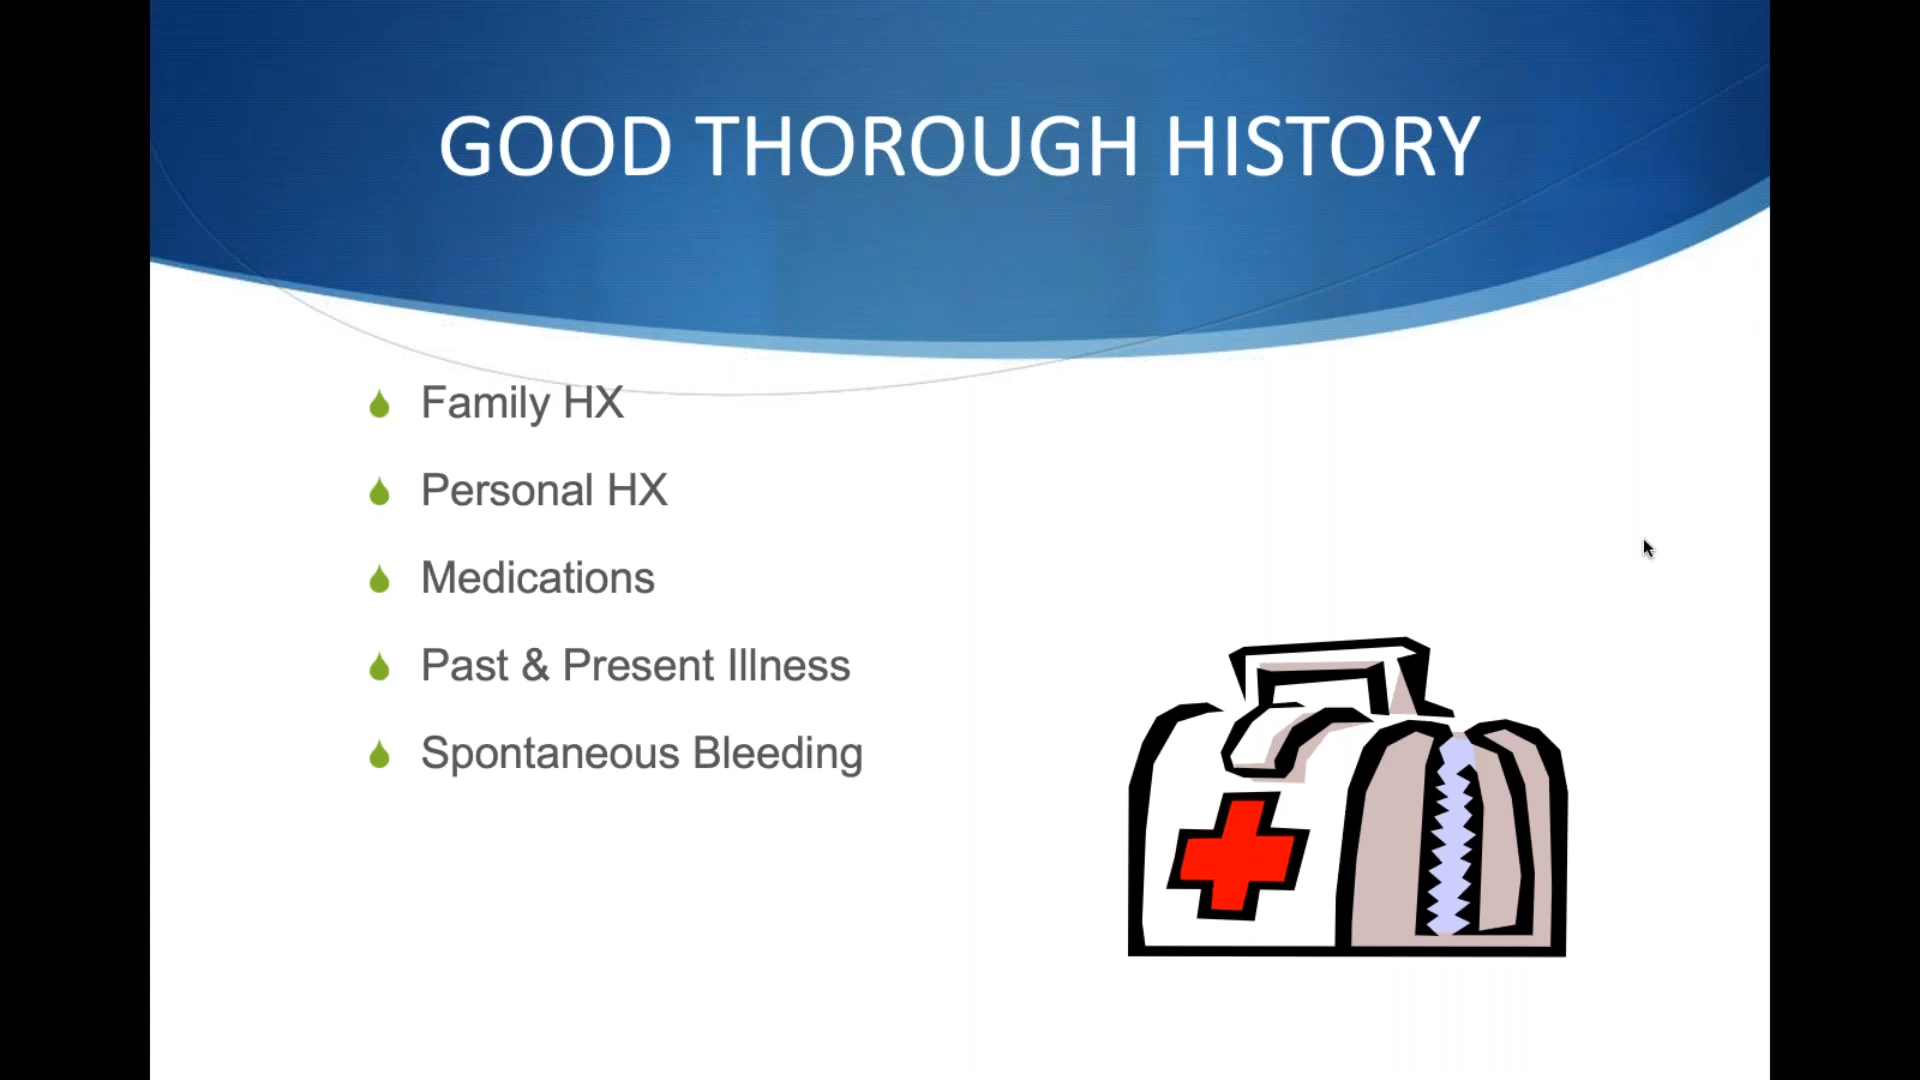 GOOD THOROUGH HISTORY
Family HX
Personal HX
Medications
Past & Present Illness
Spontaneous Bleeding